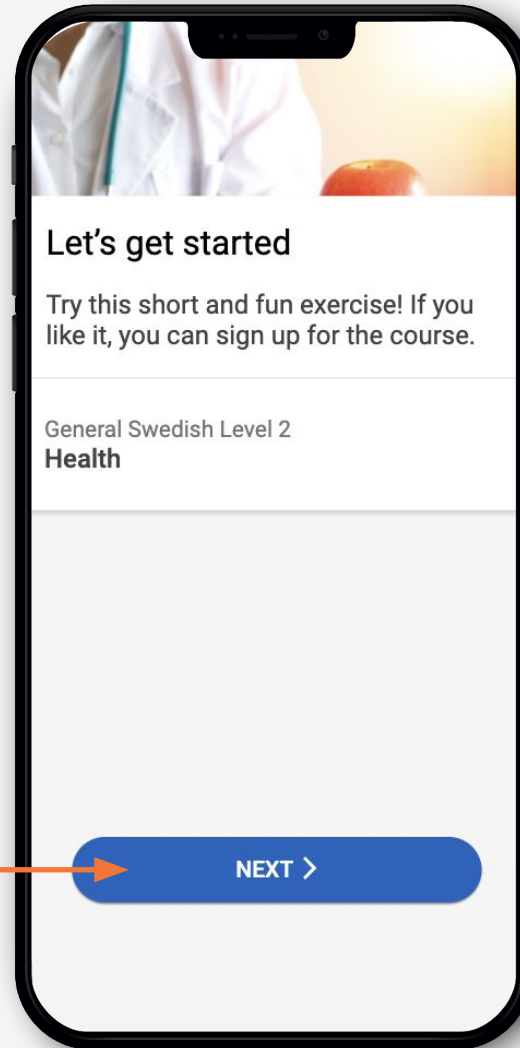 Let's get started
Try this short and fun exercise! If you
like it, you can sign up for the course.
General Swedish Level 2
Health
NEXT